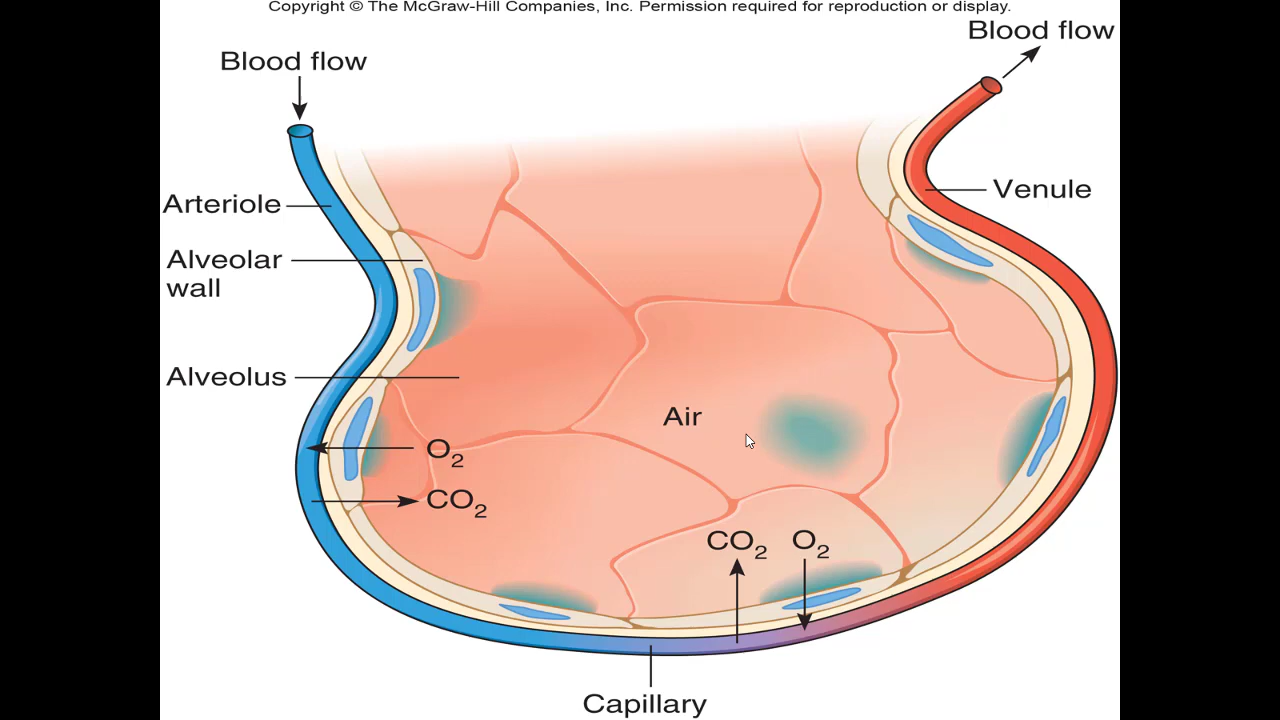 Copyright © The McGraw-Hill Companies, Inc. Permission required for reproduction or display.
Blood flow
Blood flow
Arteriole
Venule
Alveolar
wall
Alveolus
Air
O₂
CO₂
CO₂ O₂
Capillary